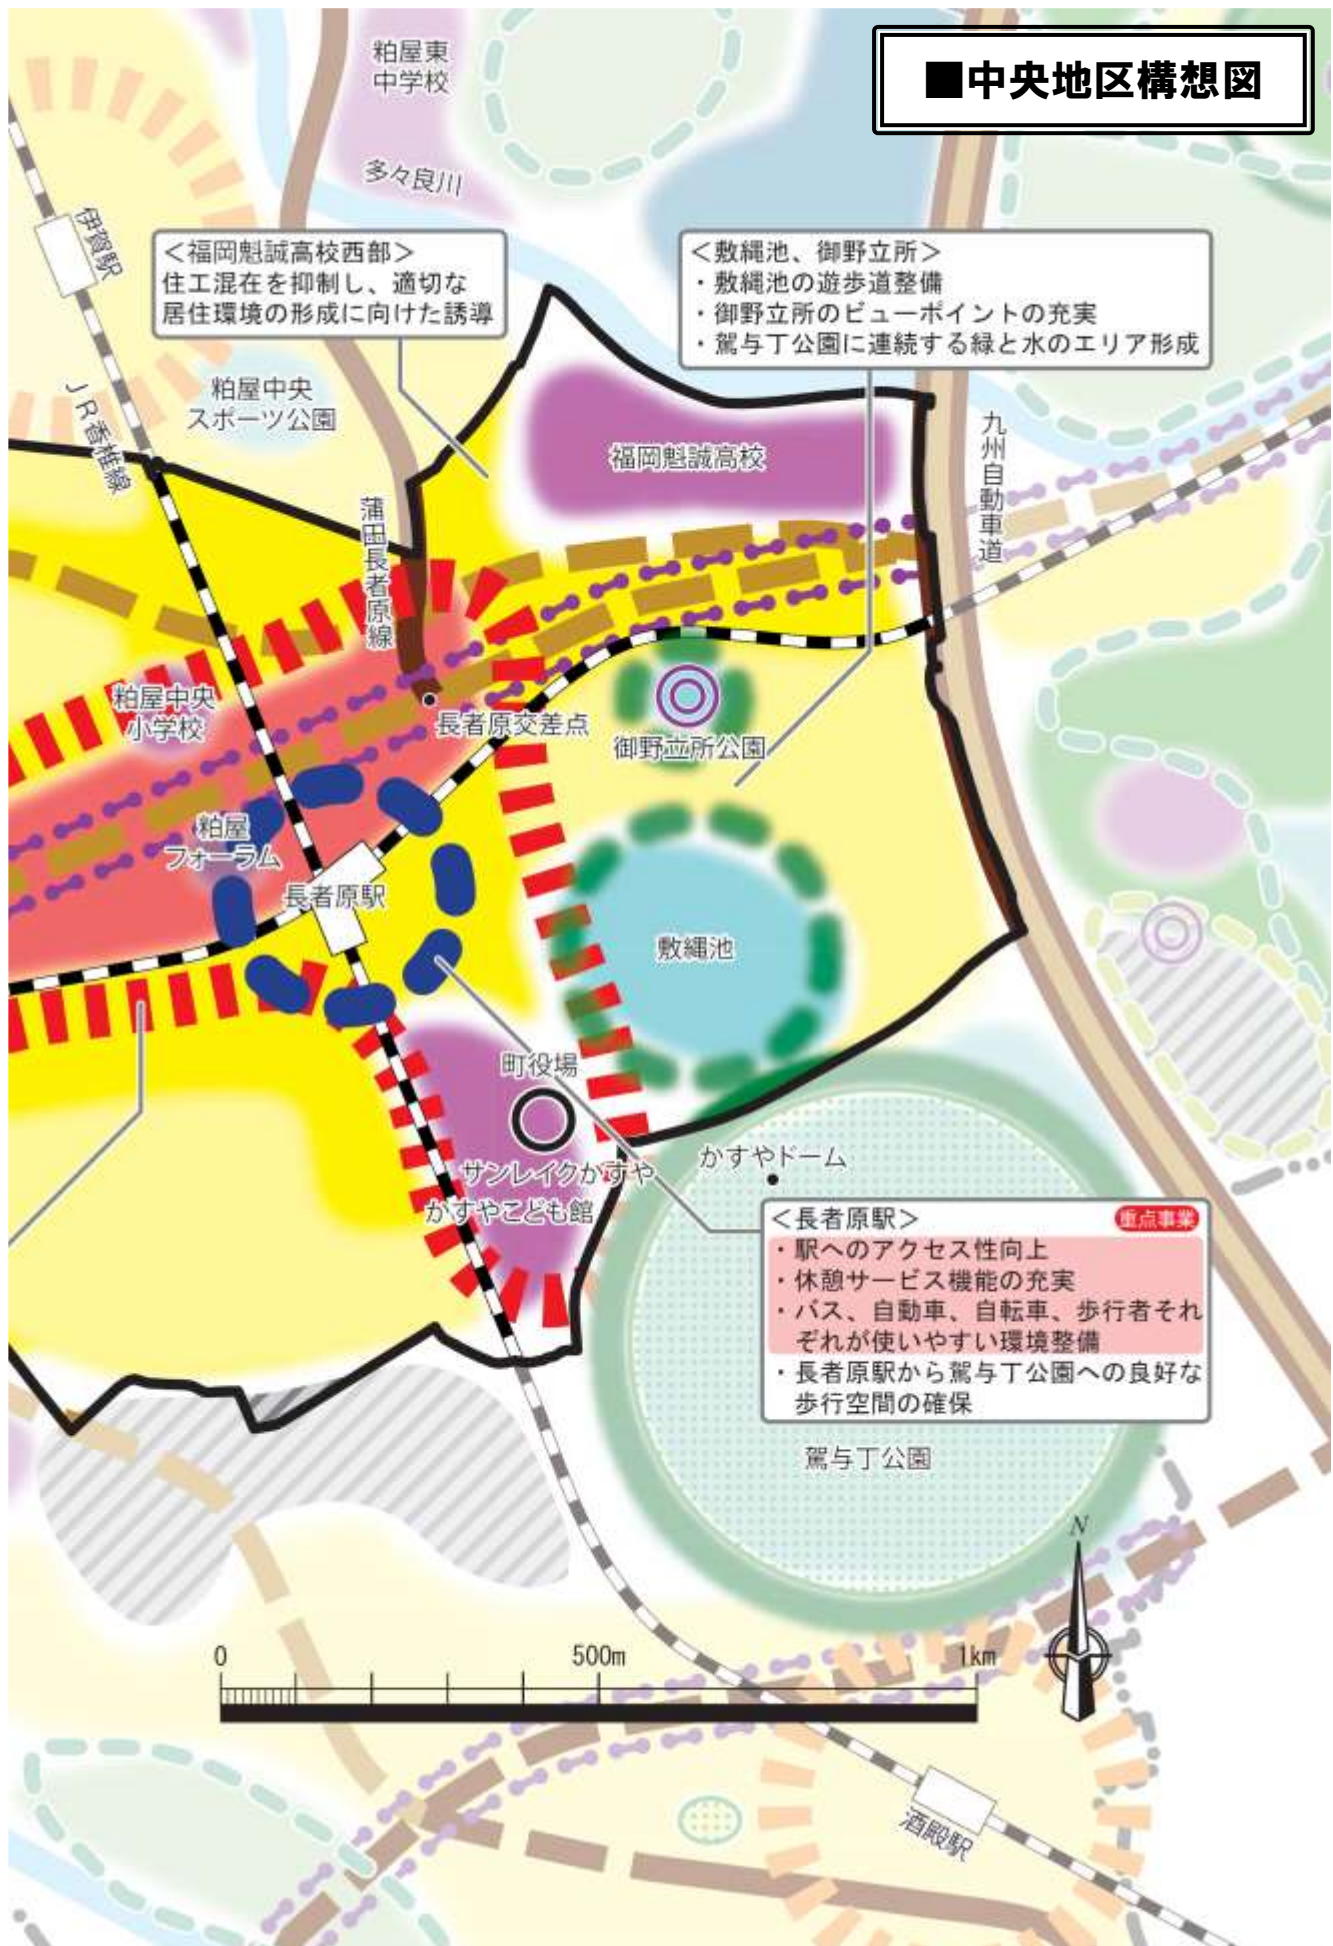 ■中央地区構想図
粕屋東
中学校
多々良川
伊賀駅
＜福岡魁誠高校西部＞
住工混在を抑制し、適切な
居住環境の形成に向けた誘導
＜敷縄池、御野立所＞
・敷縄池の遊歩道整備
・御野立所のビューポイントの充実
・駕与丁公園に連続する緑と水のエリア形成
粕屋中央
スポーツ公園
ＪＲ香椎線
福岡魁誠高校
九州自動車道
蒲田長者原線
粕屋中央
小学校
長者原交差点
御野立所公園
粕屋
フォーラム
長者原駅
敷縄池
町役場
サンレイクかすや
かすやこども館
かすやドーム
＜長者原駅＞
重点事業
・駅へのアクセス性向上
・休憩サービス機能の充実
・バス、自動車、自転車、歩行者それ
ぞれが使いやすい環境整備
・長者原駅から駕与丁公園への良好な
歩行空間の確保
駕与丁公園
N
0 500m 1km
酒殿駅